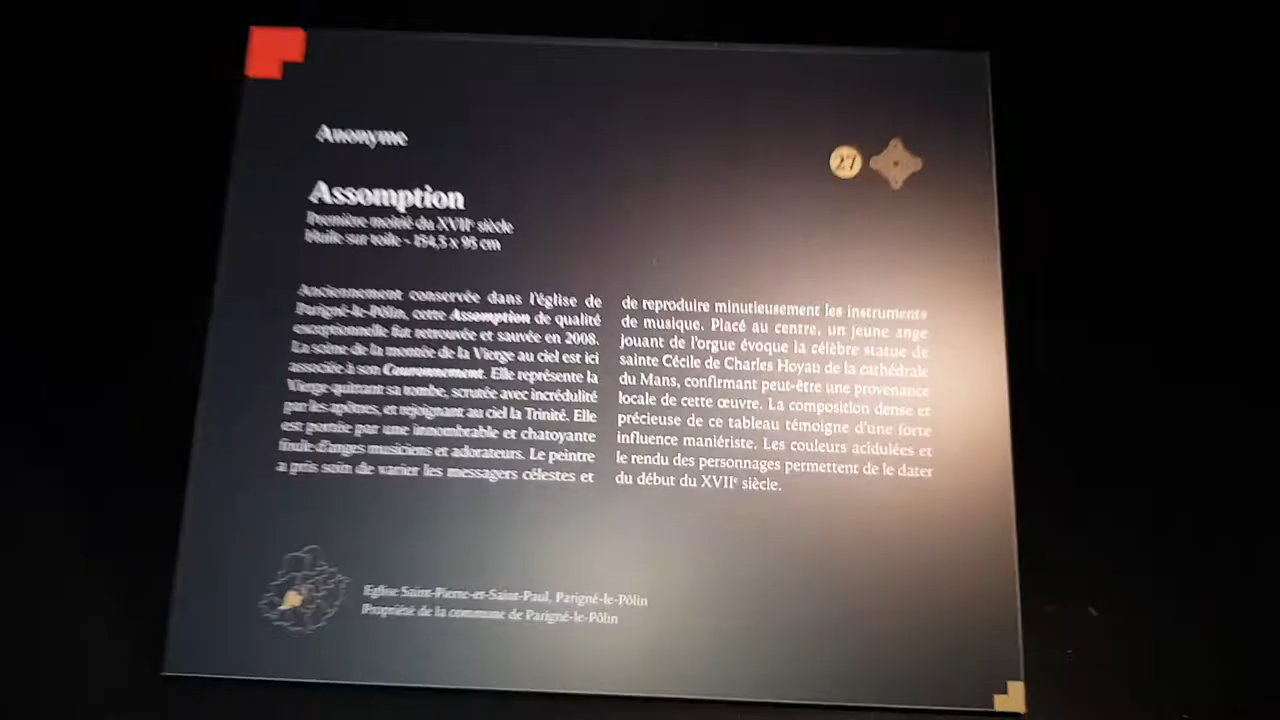 Anonyme
27
Assomption
Première moitié du XVIIe siècle
Huile sur toile - 154,5 x 95 cm
Anciennement conservée dans l'église de
Parigné-le-Pôlin, cette Assomption de qualité
exceptionnelle fut retrouvée et sauvée en 2008.
La scène de la montée de la Vierge au ciel est ici
associée à son Couronnement. Elle représente la
Vierge quittant sa tombe, scrutée avec incrédulité
par les apôtres, et rejoignant au ciel la Trinité. Elle
est portée par une innombrable et chatoyante
foule d'anges musiciens et adorateurs. Le peintre
a pris soin de varier les messagers célestes et
de reproduire minutieusement les instruments
de musique. Placé au centre, un jeune ange
jouant de l'orgue évoque la célèbre statue de
sainte Cécile de Charles Hoyau de la cathédrale
du Mans, confirmant peut-être une provenance
locale de cette œuvre. La composition dense et
précieuse de ce tableau témoigne d'une forte
influence maniériste. Les couleurs acidulées et
le rendu des personnages permettent de le dater
du début du XVIIe siècle.
Eglise Saint-Pierre-et-Saint-Paul, Parigné-le-Pôlin
Propriété de la commune de Parigné-le-Pôlin